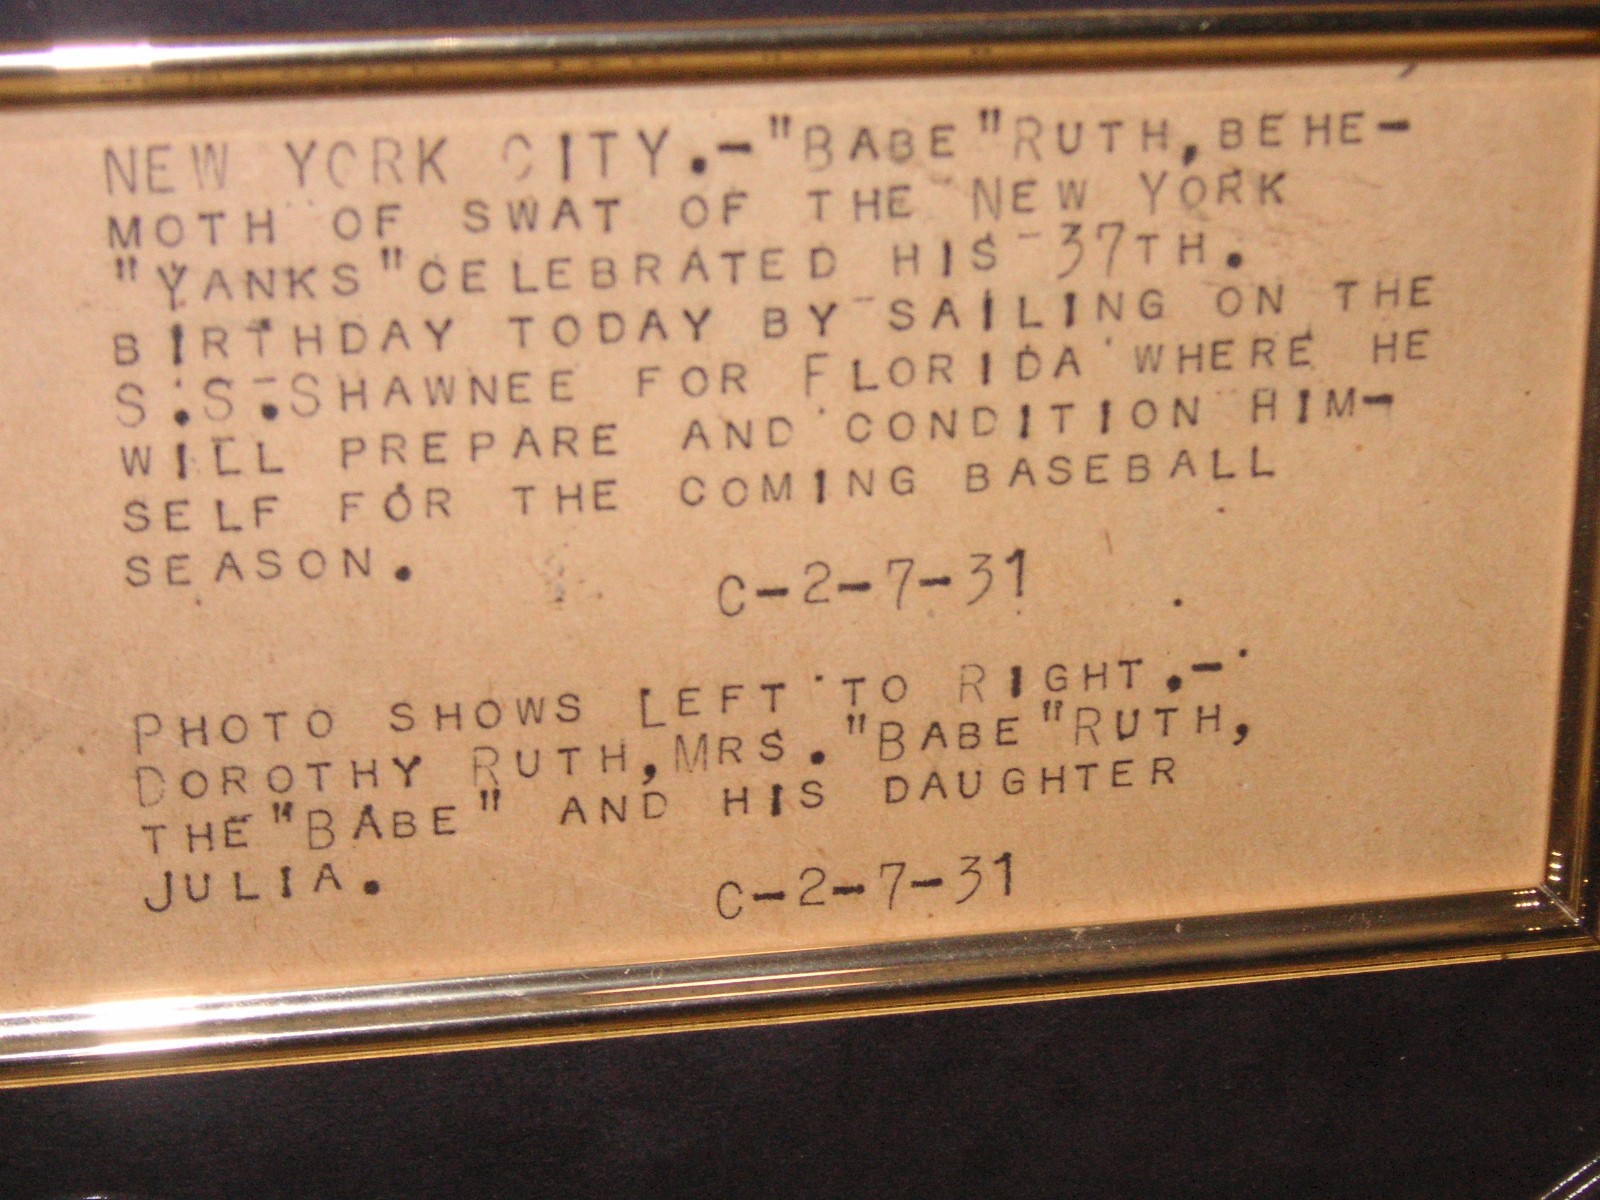 NEW YORK CITY.-"BABE"RUTH,BEHE-
MOTH OF SWAT OF THE NEW YORK
"YANKS"CELEBRATED HIS 37TH.
BIRTHDAY TODAY BY SAILING ON THE
S.S.SHAWNEE FOR FLORIDA WHERE HE
WILL PREPARE AND CONDITION HIM-
SELF FOR THE COMING BASEBALL
SEASON.
C-2-7-31
PHOTO SHOWS LEFT TO RIGHT.-
DOROTHY RUTH,MRS."BABE"RUTH,
THE"BABE" AND HIS DAUGHTER
JULIA.
C-2-7-31